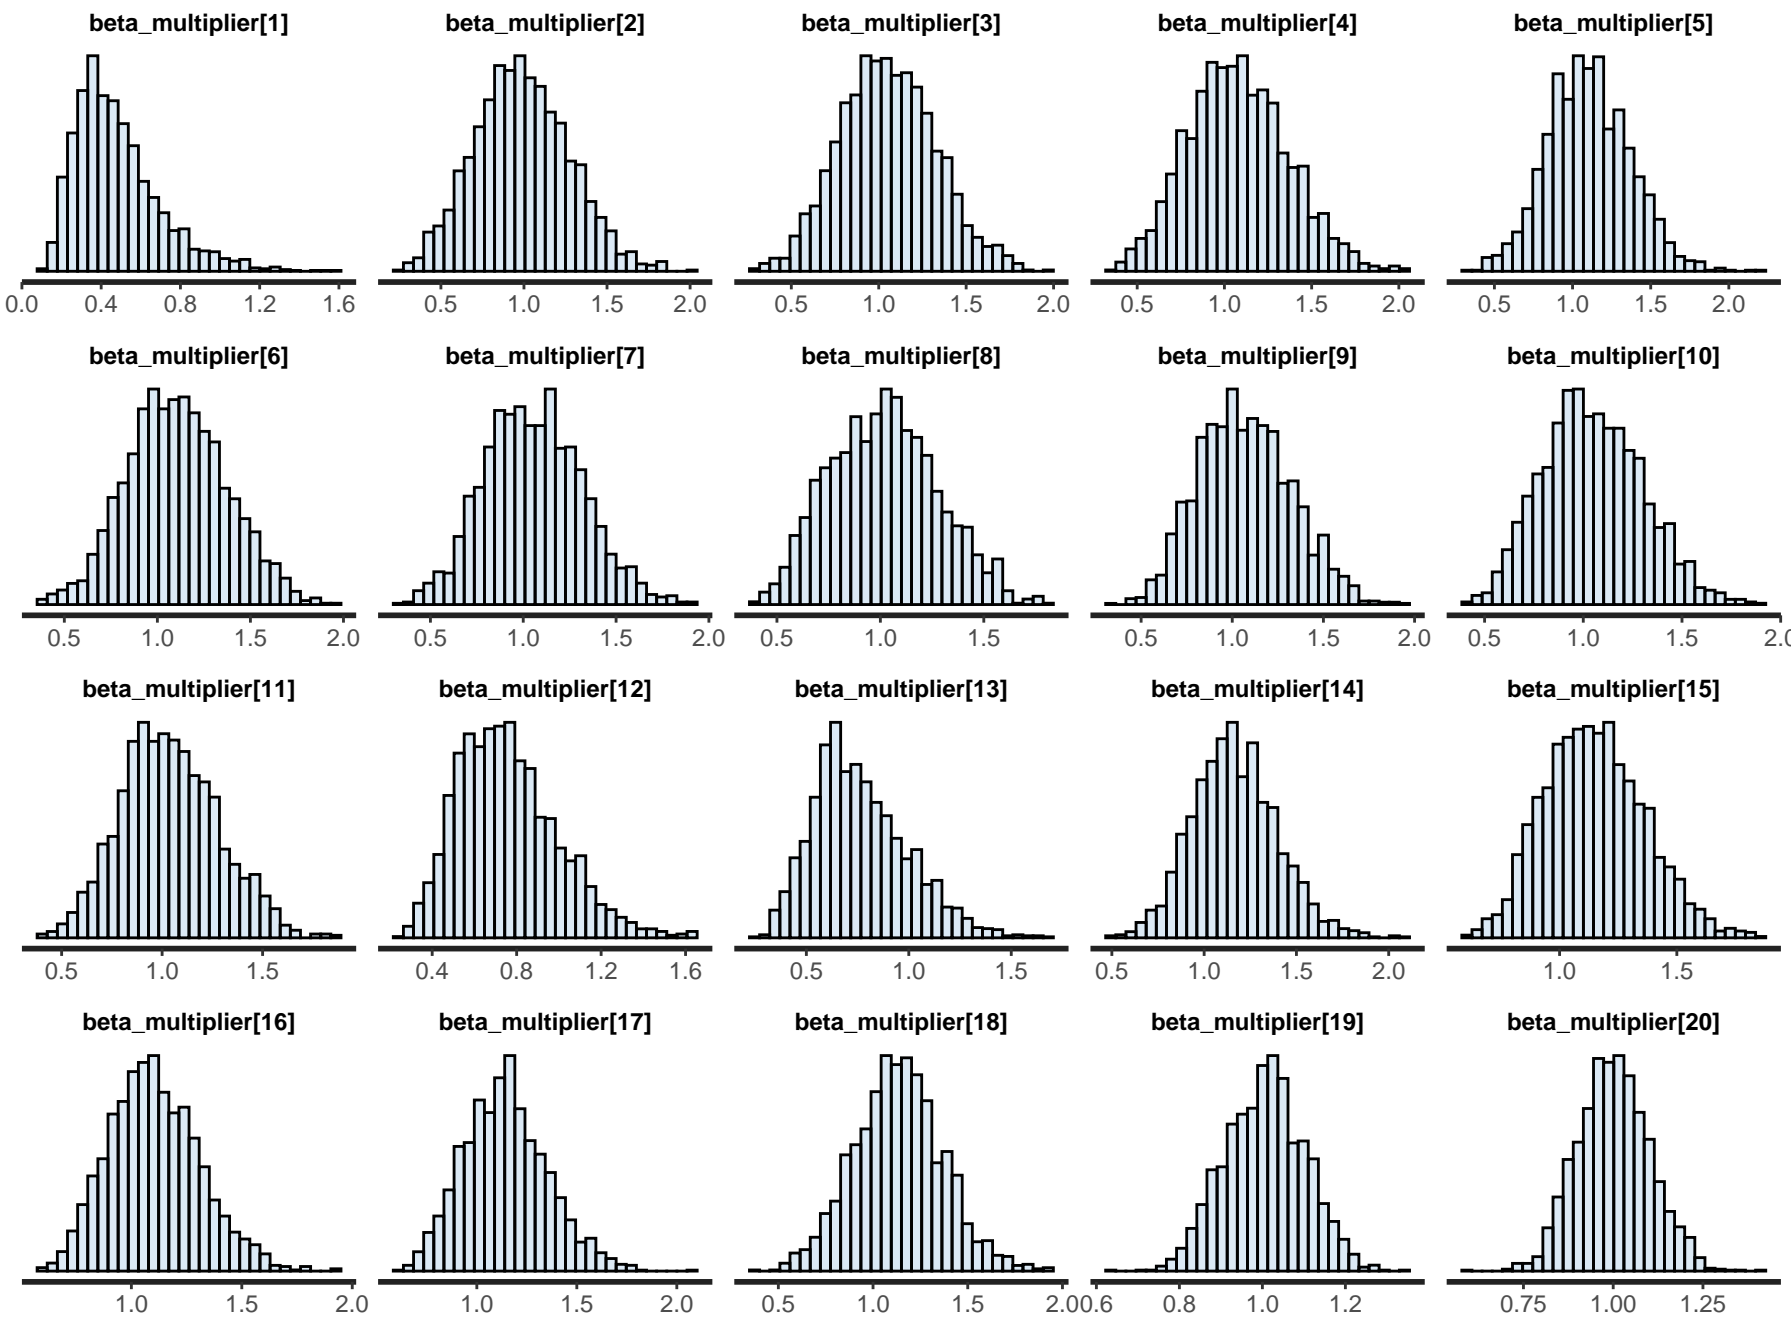 beta_multiplier[1] beta_multiplier[2] beta_multiplier[3] beta_multiplier[4] beta_multiplier[5]
0.0 0.4 0.8 1.2 1.6 0.5 1.0 1.5 2.0 0.5 1.0 1.5 2.0 0.5 1.0 1.5 2.0 0.5 1.0 1.5 2.0
beta_multiplier[6] beta_multiplier[7] beta_multiplier[8] beta_multiplier[9] beta_multiplier[10]
0.5 1.0 1.5 2.0 0.5 1.0 1.5 2.0 0.5 1.0 1.5 0.5 1.0 1.5 2.0 0.5 1.0 1.5 2.0
beta_multiplier[11] beta_multiplier[12] beta_multiplier[13] beta_multiplier[14] beta_multiplier[15]
0.5 1.0 1.5 0.4 0.8 1.2 1.6 0.5 1.0 1.5 0.5 1.0 1.5 2.0 1.0 1.5
beta_multiplier[16] beta_multiplier[17] beta_multiplier[18] beta_multiplier[19] beta_multiplier[20]
1.0 1.5 2.0 1.0 1.5 2.0 0.5 1.0 1.5 2.0 0.6 0.8 1.0 1.2 0.75 1.00 1.25